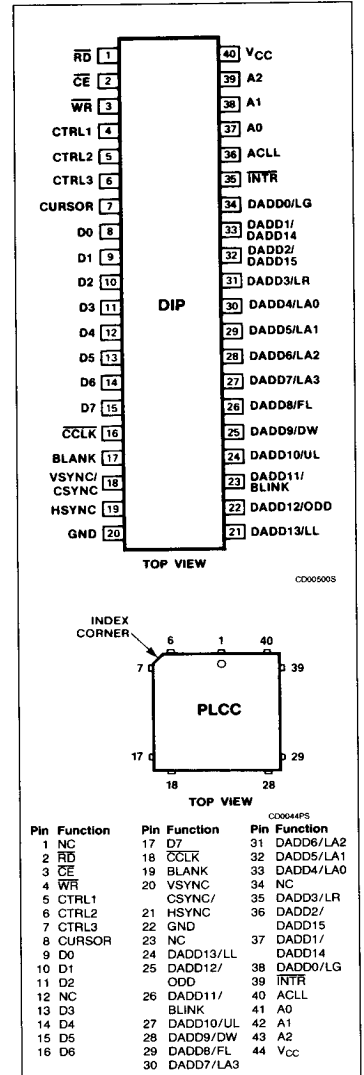 RD 1
CE 2
WR 3
CTRL1 4
CTRL2 5
CTRL3 6
CURSOR 7
D0 8
D1 9
D2 10
D3 11
D4 12
D5 13
D6 14
D7 15
CCLK 16
BLANK 17
VSYNC/
CSYNC 18
HSYNC 19
GND 20
DIP
40 VCC
39 A2
38 A1
37 A0
36 ACLL
35 INTR
34 DADD0/LG
33 DADD1/
DADD14
32 DADD2/
DADD15
31 DADD3/LR
30 DADD4/LA0
29 DADD5/LA1
28 DADD6/LA2
27 DADD7/LA3
26 DADD8/FL
25 DADD9/DW
24 DADD10/UL
23 DADD11/
BLINK
22 DADD12/ODD
21 DADD13/LL
TOP VIEW
CD00500S
INDEX
CORNER
6 1 40
7 39
PLCC
17 29
18 28
TOP VIEW
CD0044PS
Pin Function
1 NC
2 RD
3 CE
4 WR
5 CTRL1
6 CTRL2
7 CTRL3
8 CURSOR
9 D0
10 D1
11 D2
12 NC
13 D3
14 D4
15 D5
16 D6
Pin Function
17 D7
18 CCLK
19 BLANK
20 VSYNC
CSYNC/
21 HSYNC
22 GND
23 NC
24 DADD13/LL
25 DADD12/
ODD
26 DADD11/
BLINK
27 DADD10/UL
28 DADD9/DW
29 DADD8/FL
30 DADD7/LA3
Pin Function
31 DADD6/LA2
32 DADD5/LA1
33 DADD4/LA0
34 NC
35 DADD3/LR
36 DADD2/
DADD15
37 DADD1/
DADD14
38 DADD0/LG
39 INTR
40 ACLL
41 A0
42 A1
43 A2
44 VCC